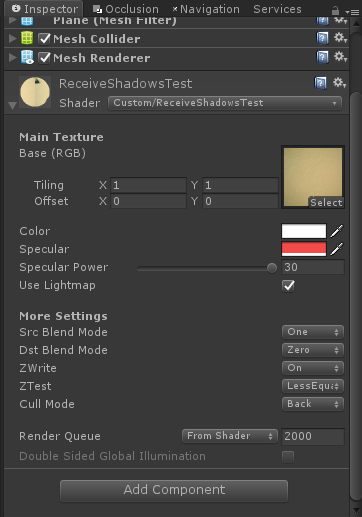 Inspector Occlusion Navigation Services
Plane (Mesh Filter)
Mesh Collider
Mesh Renderer
ReceiveShadowsTest
Shader Custom/ReceiveShadowsTest
Main Texture
Base (RGB)
Tiling X 1 Y 1
Offset X 0 Y 0
Select
Color
Specular
Specular Power 30
Use Lightmap
More Settings
Src Blend Mode One
Dst Blend Mode Zero
ZWrite On
ZTest LessEqua
Cull Mode Back
Render Queue From Shader 2000
Double Sided Global Illumination
Add Component